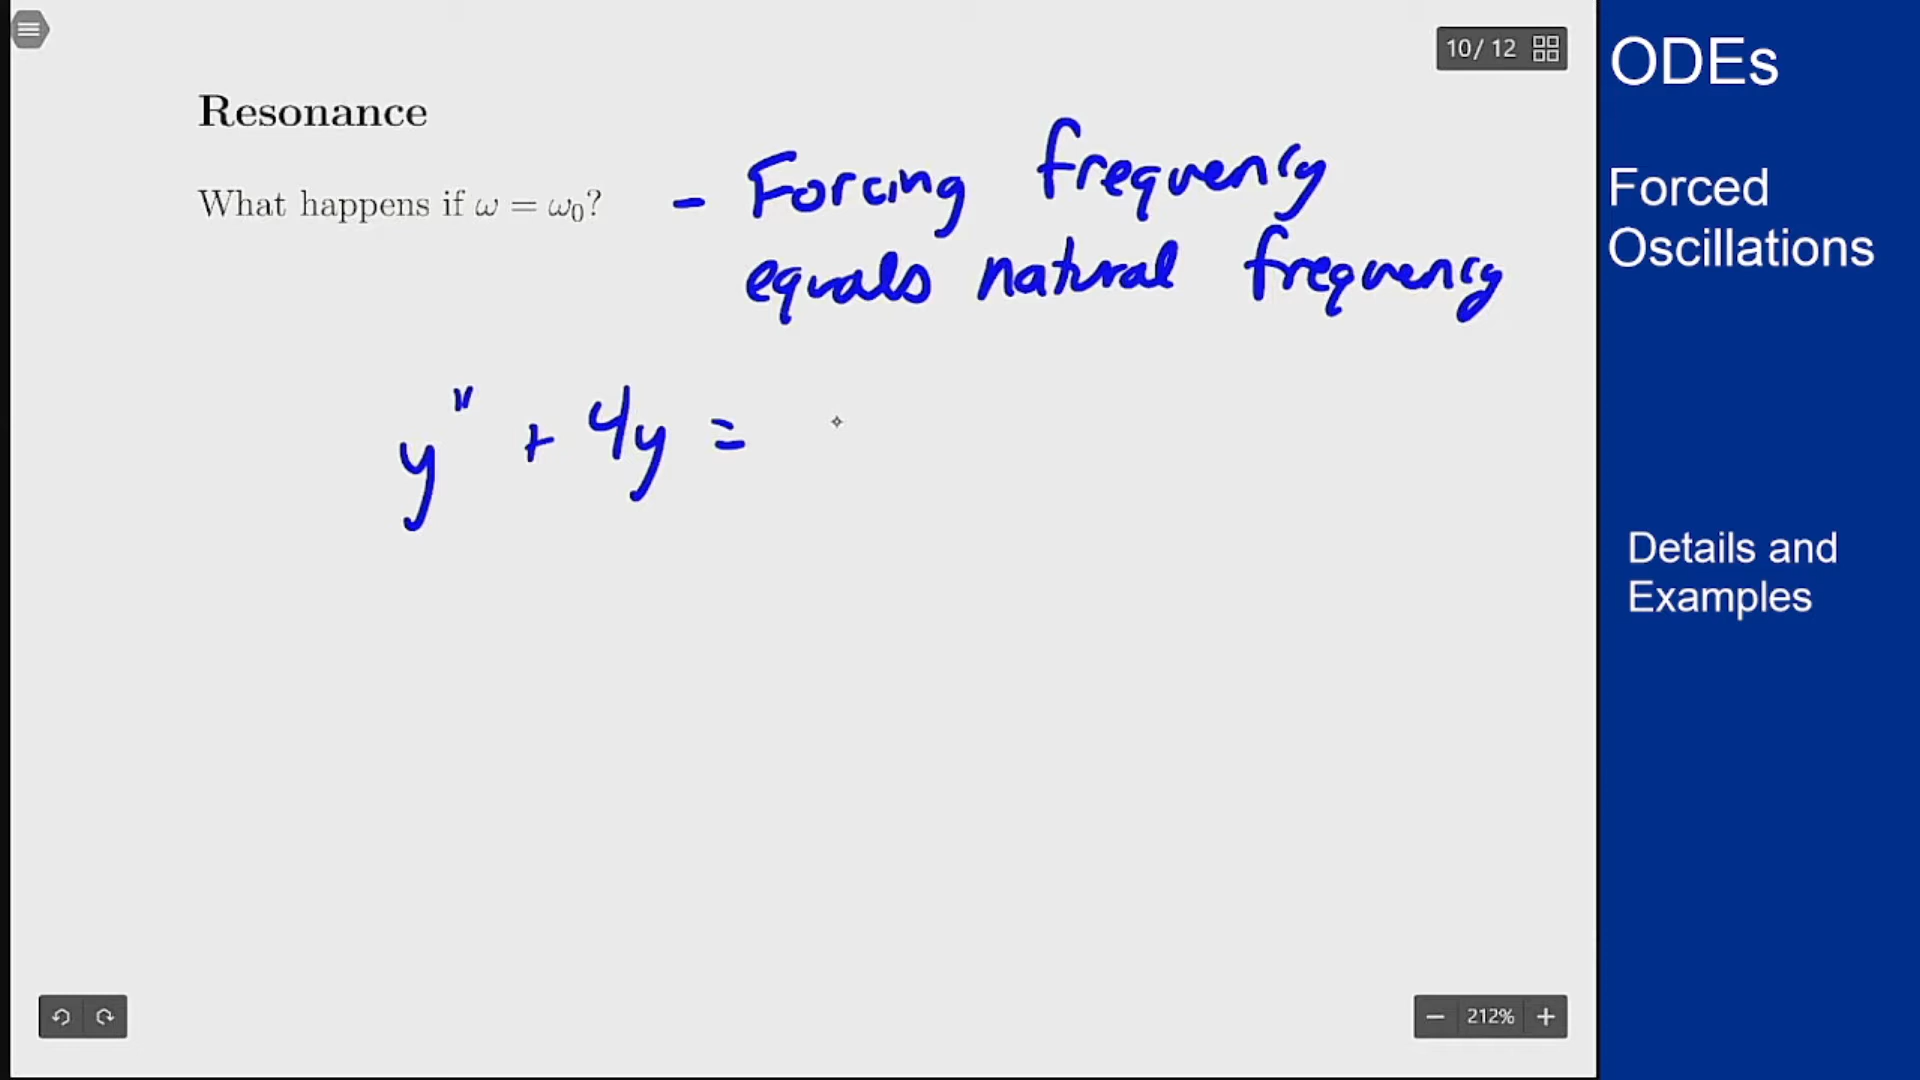 10/ 12
ODEs
Resonance
Forced
Oscillations
What happens if ω = ω₀?
- Forcing frequency
equals natural frequency
y'' + 4y =
Details and
Examples
212%